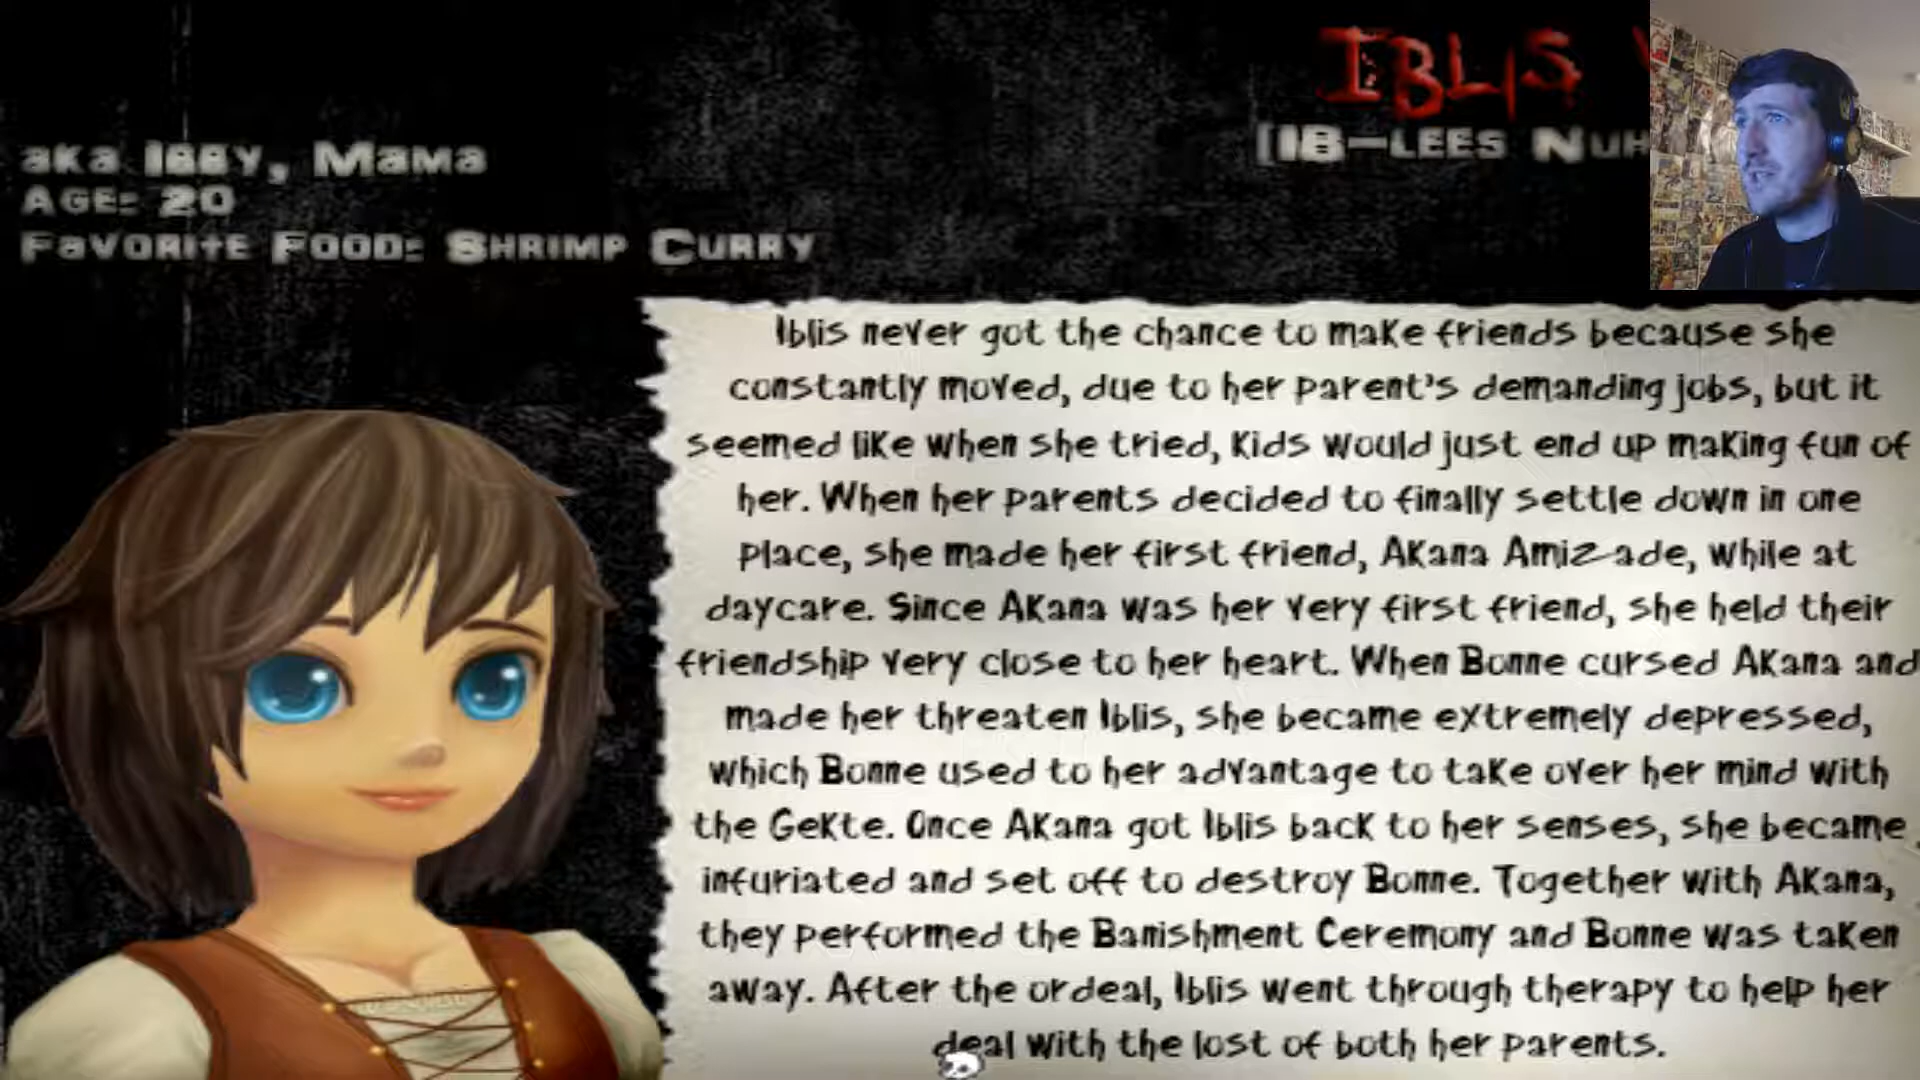 IBLIS
[IB-LEES NUH
aka IBBY, MAMA
AGE: 20
FAVORITE FOOD: SHRIMP CURRY
Iblis never got the chance to make friends because she
constantly moved, due to her parent's demanding jobs, but it
seemed like when she tried, kids would just end up making fun of
her. When her parents decided to finally settle down in one
place, she made her first friend, Akana Amizade, while at
daycare. Since Akana was her very first friend, she held their
friendship very close to her heart. When Bonne cursed Akana and
made her threaten Iblis, she became extremely depressed,
which Bonne used to her advantage to take over her mind with
the Gekte. Once Akana got Iblis back to her senses, she became
infuriated and set off to destroy Bonne. Together with Akana,
they performed the Banishment Ceremony and Bonne was taken
away. After the ordeal, Iblis went through therapy to help her
deal with the lost of both her parents.